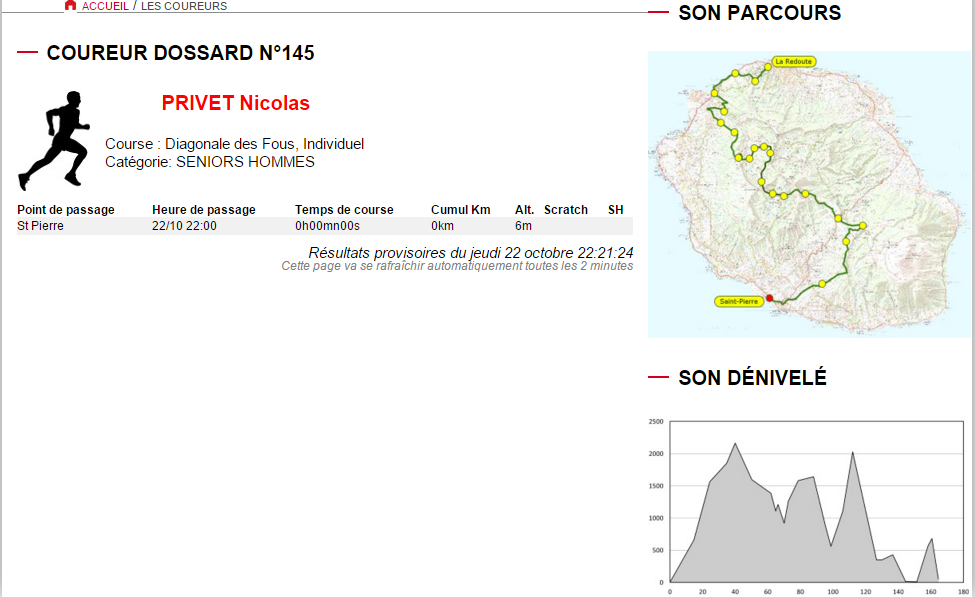 ACCUEIL / LES COUREURS
COUREUR DOSSARD N°145
PRIVET Nicolas
Course : Diagonale des Fous, Individuel
Catégorie: SENIORS HOMMES
Point de passage Heure de passage Temps de course Cumul Km Alt. Scratch SH
St Pierre 22/10 22:00 0h00mn00s 0km 6m
Résultats provisoires du jeudi 22 octobre 22:21:24
Cette page va se rafraîchir automatiquement toutes les 2 minutes
SON PARCOURS
La Redoute
Saint-Pierre
SON DÉNIVELÉ
2500
2000
1500
1000
500
0
0 20 40 60 80 100 120 140 160 180